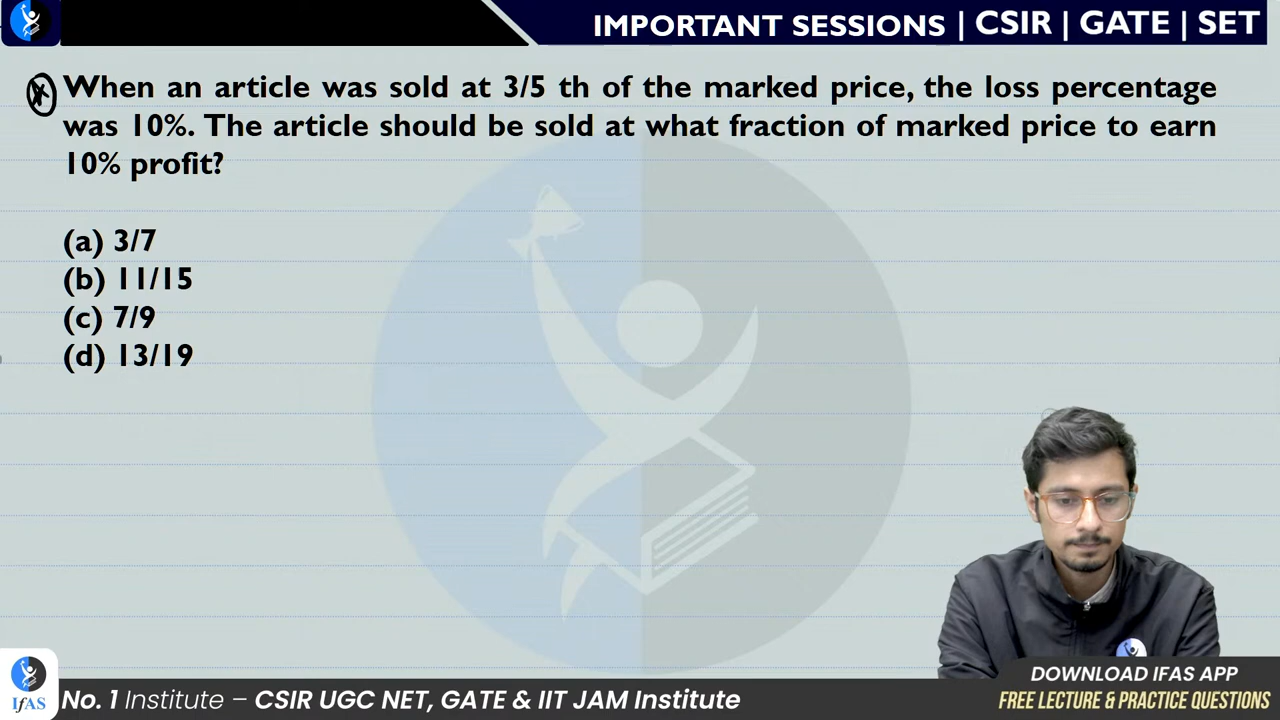 IMPORTANT SESSIONS | CSIR | GATE | SET
When an article was sold at 3/5 th of the marked price, the loss percentage
was 10%. The article should be sold at what fraction of marked price to earn
10% profit?
(a) 3/7
(b) 11/15
(c) 7/9
(d) 13/19
DOWNLOAD IFAS APP
FREE LECTURE & PRACTICE QUESTIONS
IfAS
No. 1 Institute – CSIR UGC NET, GATE & IIT JAM Institute